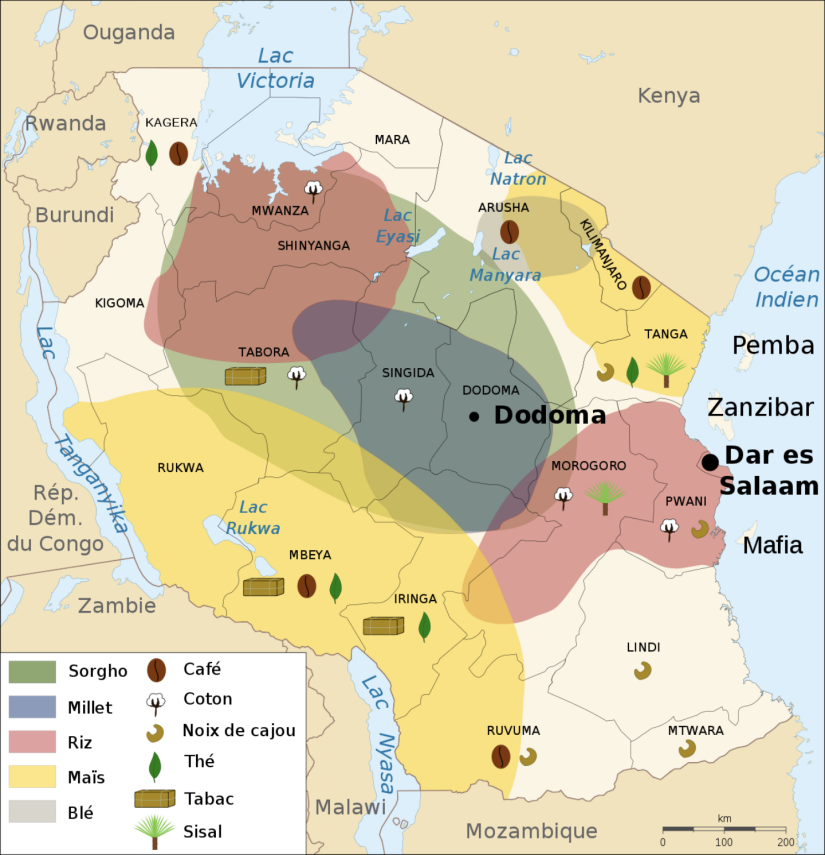 Ouganda
Lac
Victoria
Kenya
KAGERA
Rwanda
MARA
Lac
Natron
Burundi
MWANZA
ARUSHA
Lac
Eyasi
KILIMANJARO
SHINYANGA
Lac
Manyara
Océan
Indien
KIGOMA
TANGA
Pemba
TABORA
SINGIDA
DODOMA
Dodoma
Zanzibar
Lac
Tanganyika
RUKWA
MOROGORO
Dar es
Salaam
PWANI
Rép.
Dém.
du Congo
Lac
Rukwa
Mafia
MBEYA
Zambie
IRINGA
LINDI
Lac
Nyasa
RUVUMA
MTWARA
Malawi
Mozambique
Sorgho
Millet
Riz
Maïs
Blé
Café
Coton
Noix de cajou
Thé
Tabac
Sisal
km
0 100 200